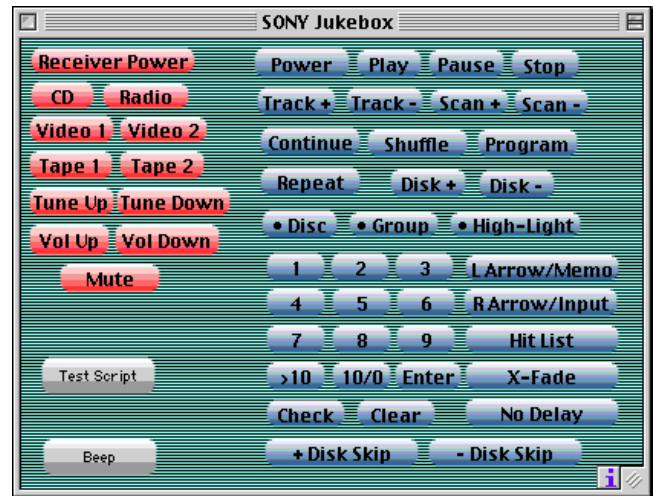 SONY Jukebox
Receiver Power
CD Radio
Video 1 Video 2
Tape 1 Tape 2
Tune Up Tune Down
Vol Up Vol Down
Mute
Test Script
Beep
Power Play Pause Stop
Track + Track - Scan + Scan -
Continue Shuffle Program
Repeat Disk + Disk -
• Disc • Group • High-Light
1 2 3 L Arrow/Memo
4 5 6 R Arrow/Input
7 8 9 Hit List
>10 10/0 Enter X-Fade
Check Clear No Delay
+ Disk Skip - Disk Skip
i